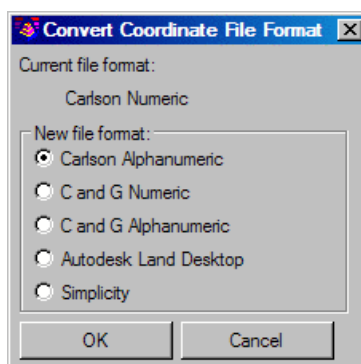 Convert Coordinate File Format
Current file format:
Carlson Numeric
New file format:
Carlson Alphanumeric
C and G Numeric
C and G Alphanumeric
Autodesk Land Desktop
Simplicity
OK Cancel